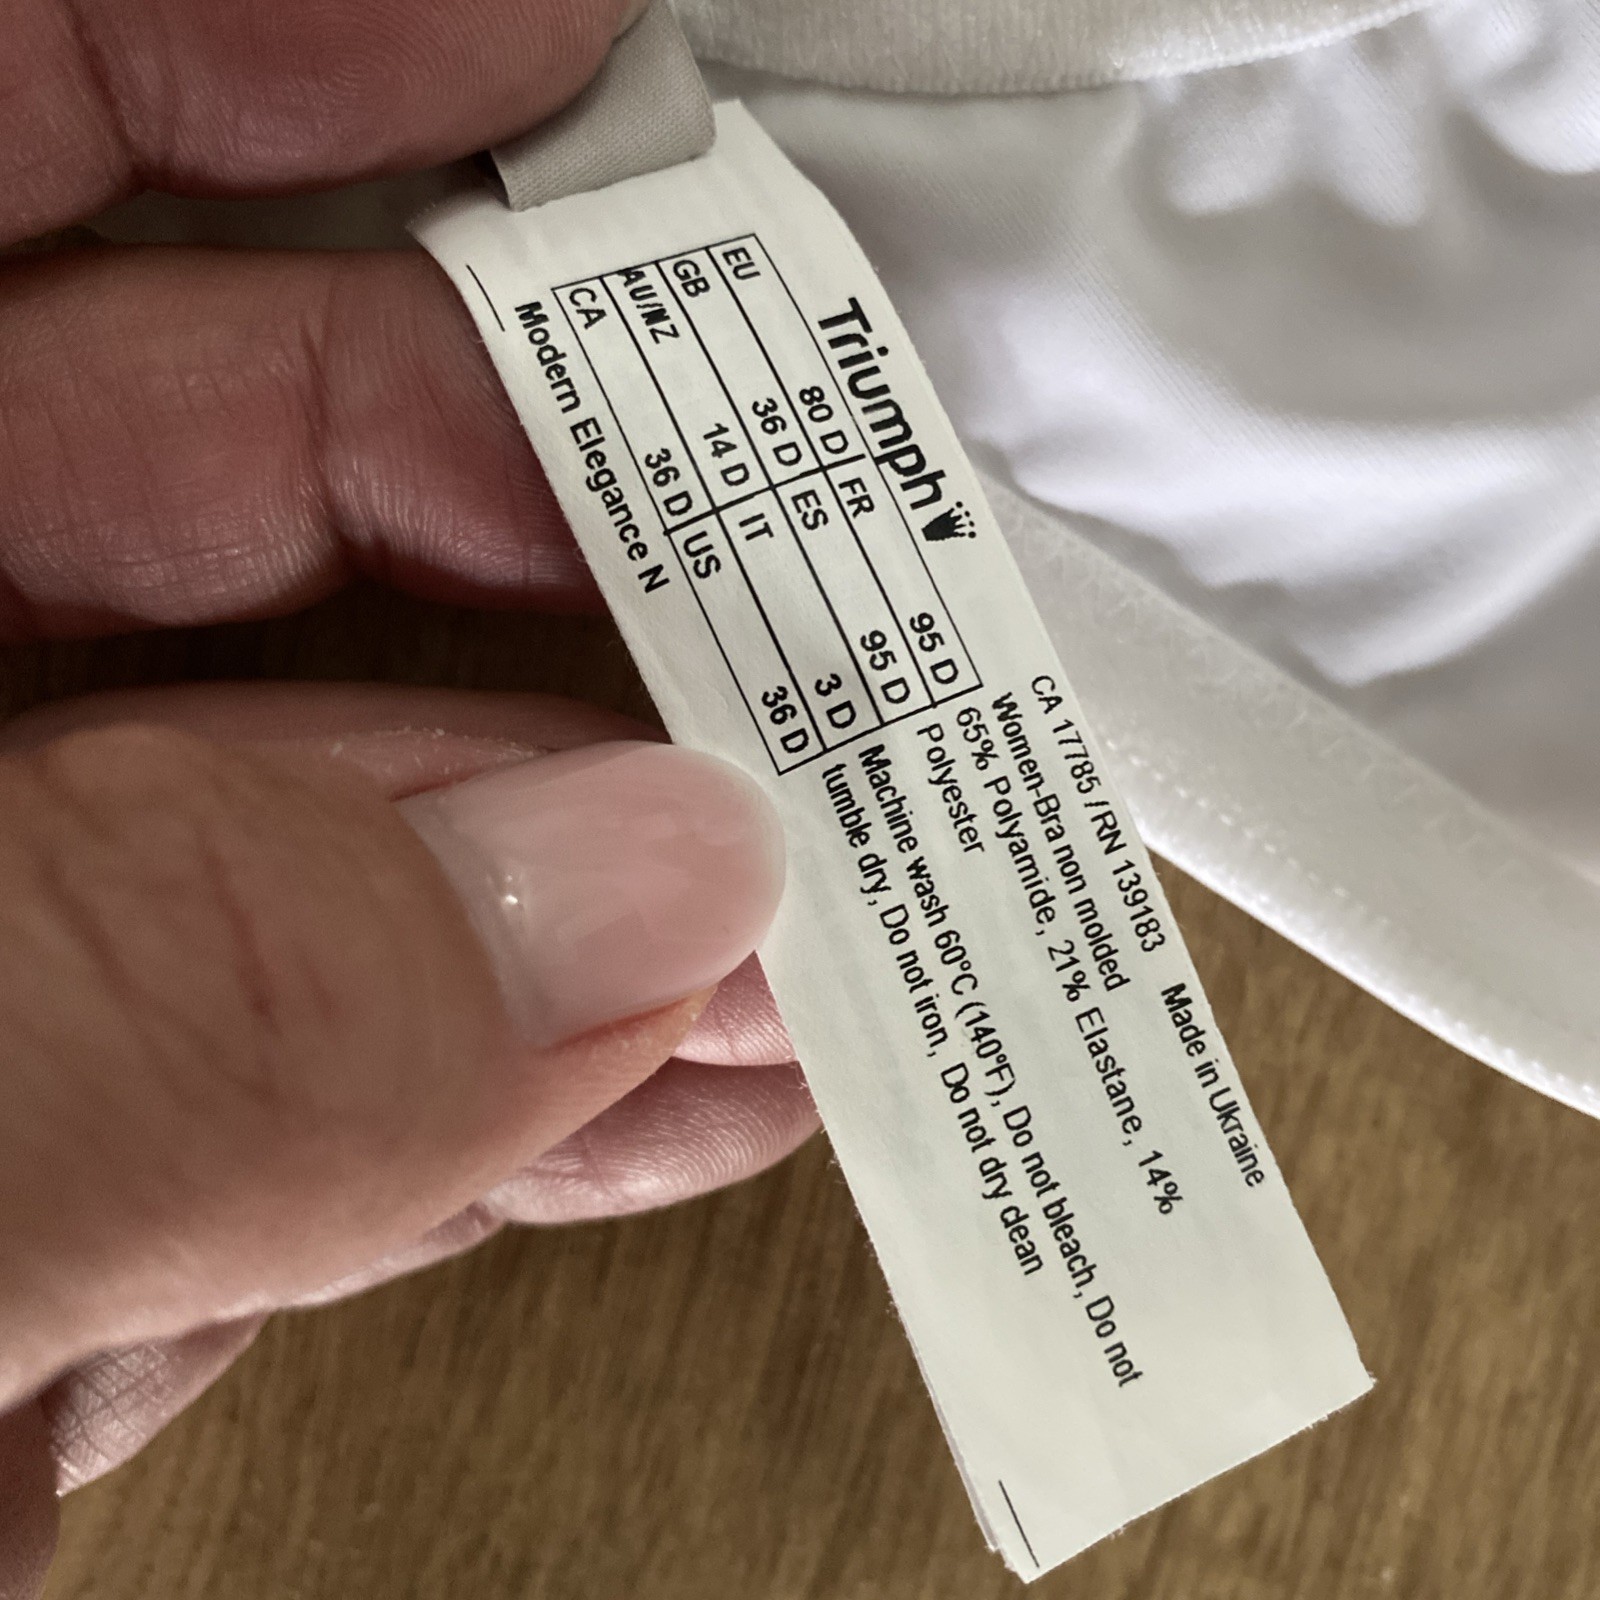 Triumph
EU 80 D FR 95 D
GB 36 D ES 95 D
AU/NZ 14 D IT 3 D
CA 36 D US 36 D
Modern Elegance N
Made in Ukraine
CA 17785 / RN 139183
Women-Bra non molded
65% Polyamide, 21% Elastane, 14%
Polyester
Machine wash 60°C (140°F), Do not bleach, Do not
tumble dry, Do not iron, Do not dry clean